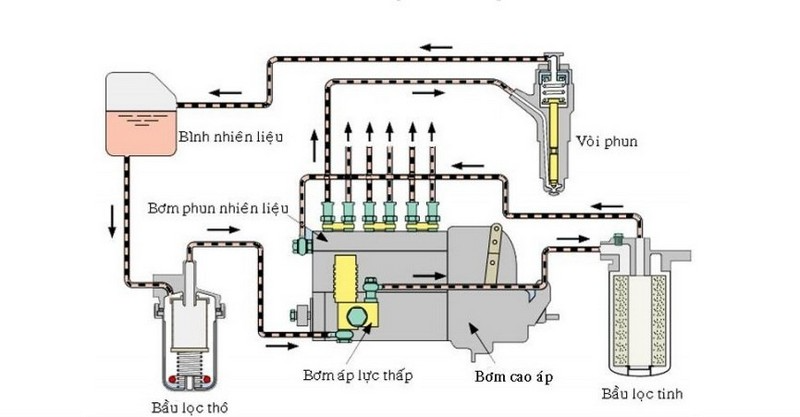 Bình nhiên liệu
Vòi phun
Bơm phun nhiên liệu
Bơm áp lực thấp
Bơm cao áp
Bầu lọc thô
Bầu lọc tinh